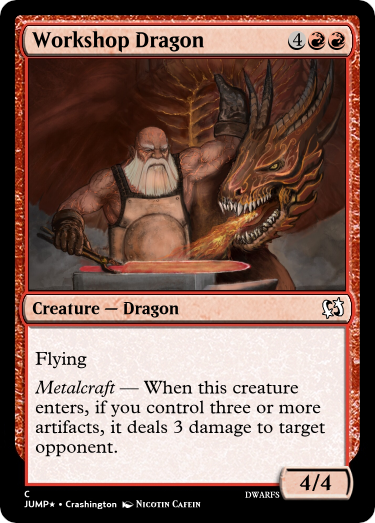 Workshop Dragon 4
Creature — Dragon
Flying
Metalcraft — When this creature
enters, if you control three or more
artifacts, it deals 3 damage to target
opponent.
4/4
C
DWARFS
JUMP★ • Crashington Nicotin Cafein